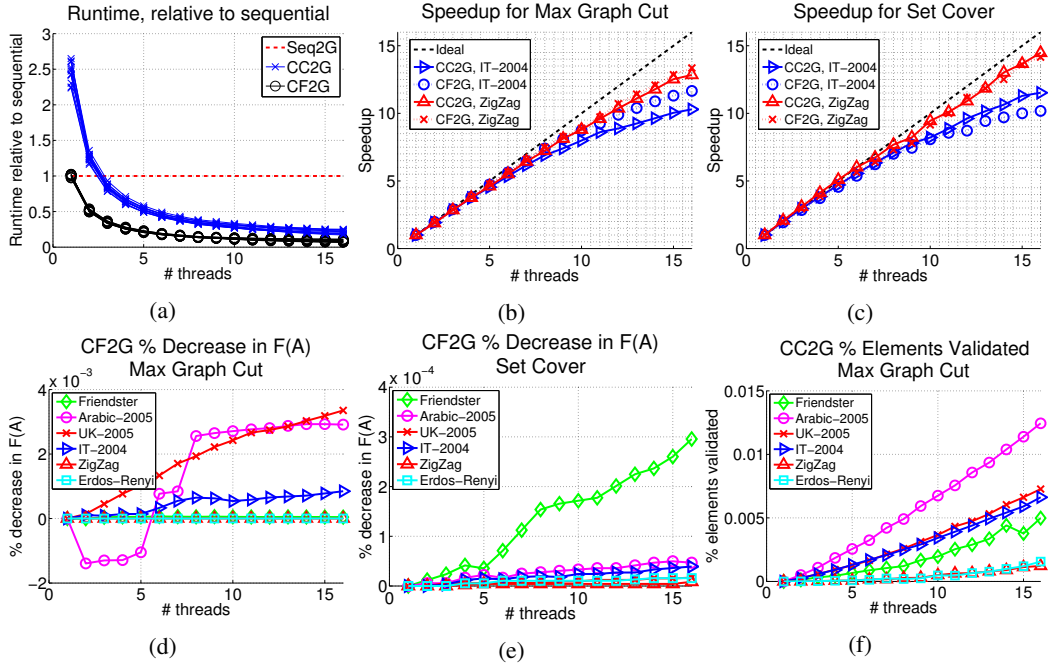 Runtime, relative to sequential
Runtime relative to sequential
3
2.5
2
1.5
1
0.5
0
Seq2G
CC2G
CF2G
0 5 10 15
# threads
(a)
Speedup for Max Graph Cut
Speedup
15
10
5
0
Ideal
CC2G, IT-2004
CF2G, IT-2004
CC2G, ZigZag
CF2G, ZigZag
0 5 10 15
# threads
(b)
Speedup for Set Cover
Speedup
15
10
5
0
Ideal
CC2G, IT-2004
CF2G, IT-2004
CC2G, ZigZag
CF2G, ZigZag
0 5 10 15
# threads
(c)
CF2G % Decrease in F(A)
Max Graph Cut
x 10⁻³
% decrease in F(A)
4
2
0
−2
Friendster
Arabic−2005
UK−2005
IT−2004
ZigZag
Erdos−Renyi
0 5 10 15
# threads
(d)
CF2G % Decrease in F(A)
Set Cover
x 10⁻⁴
% decrease in F(A)
4
3
2
1
0
Friendster
Arabic−2005
UK−2005
IT−2004
ZigZag
Erdos−Renyi
0 5 10 15
# threads
(e)
CC2G % Elements Validated
Max Graph Cut
% elements validated
0.015
0.01
0.005
0
Friendster
Arabic−2005
UK−2005
IT−2004
ZigZag
Erdos−Renyi
0 5 10 15
# threads
(f)